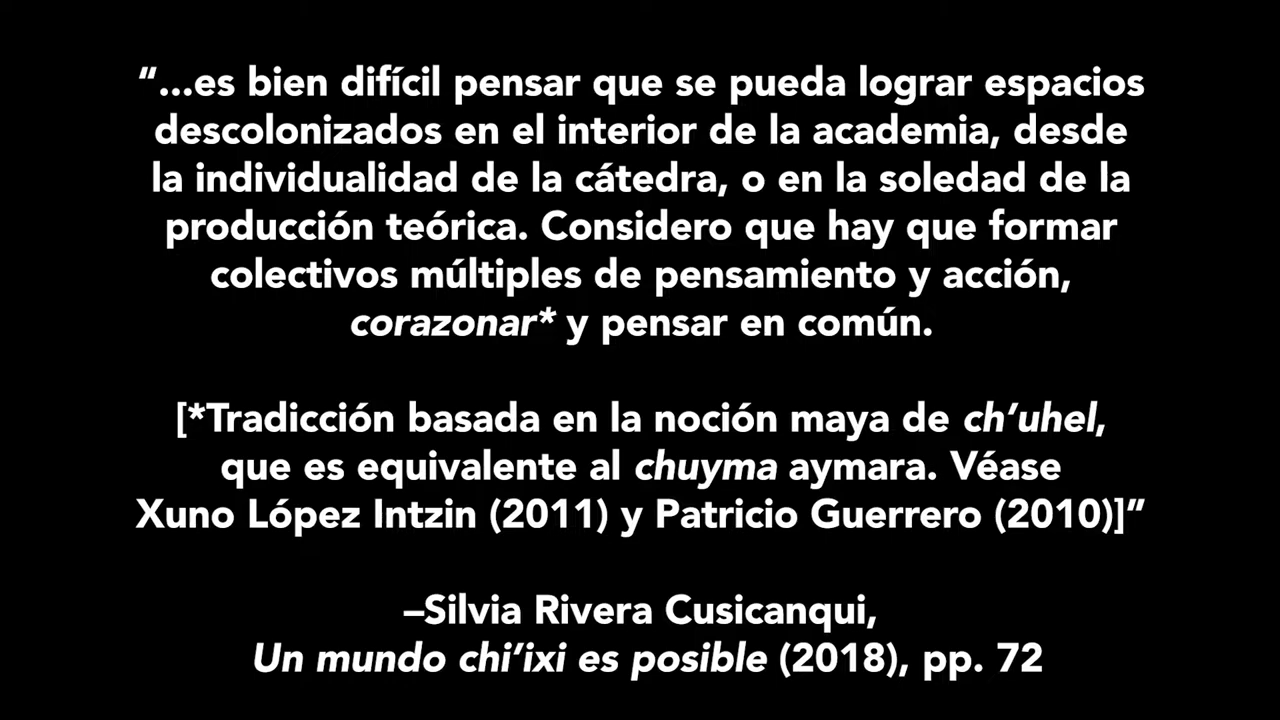 “...es bien difícil pensar que se pueda lograr espacios
descolonizados en el interior de la academia, desde
la individualidad de la cátedra, o en la soledad de la
producción teórica. Considero que hay que formar
colectivos múltiples de pensamiento y acción,
corazonar* y pensar en común.
[*Tradicción basada en la noción maya de ch’uhel,
que es equivalente al chuyma aymara. Véase
Xuno López Intzin (2011) y Patricio Guerrero (2010)]”
–Silvia Rivera Cusicanqui,
Un mundo chi’ixi es posible (2018), pp. 72